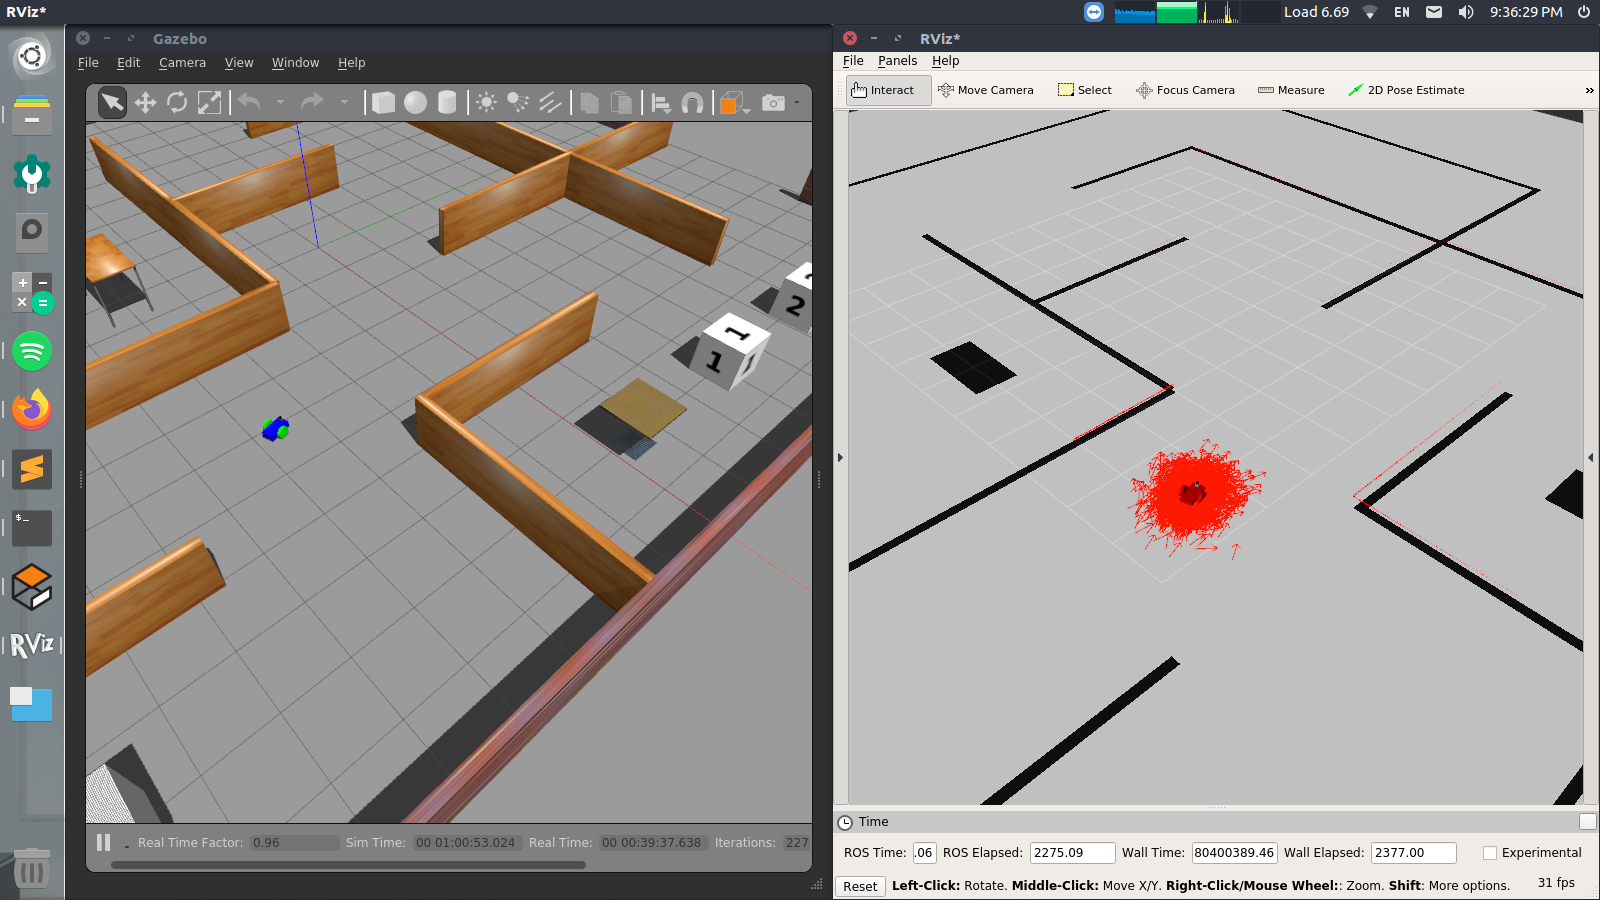 RViz*
Load 6.69
EN
9:36:29 PM
Gazebo
File Edit Camera View Window Help
RViz*
File Panels Help
Interact Move Camera Select Focus Camera Measure 2D Pose Estimate »
2
1
1
$_
RViz
Real Time Factor: 0.96 Sim Time: 00 01:00:53.024 Real Time: 00 00:39:37.638 Iterations: 227
Time
ROS Time: .06 ROS Elapsed: 2275.09 Wall Time: 80400389.46 Wall Elapsed: 2377.00 Experimental
Reset Left-Click: Rotate. Middle-Click: Move X/Y. Right-Click/Mouse Wheel:: Zoom. Shift: More options. 31 fps